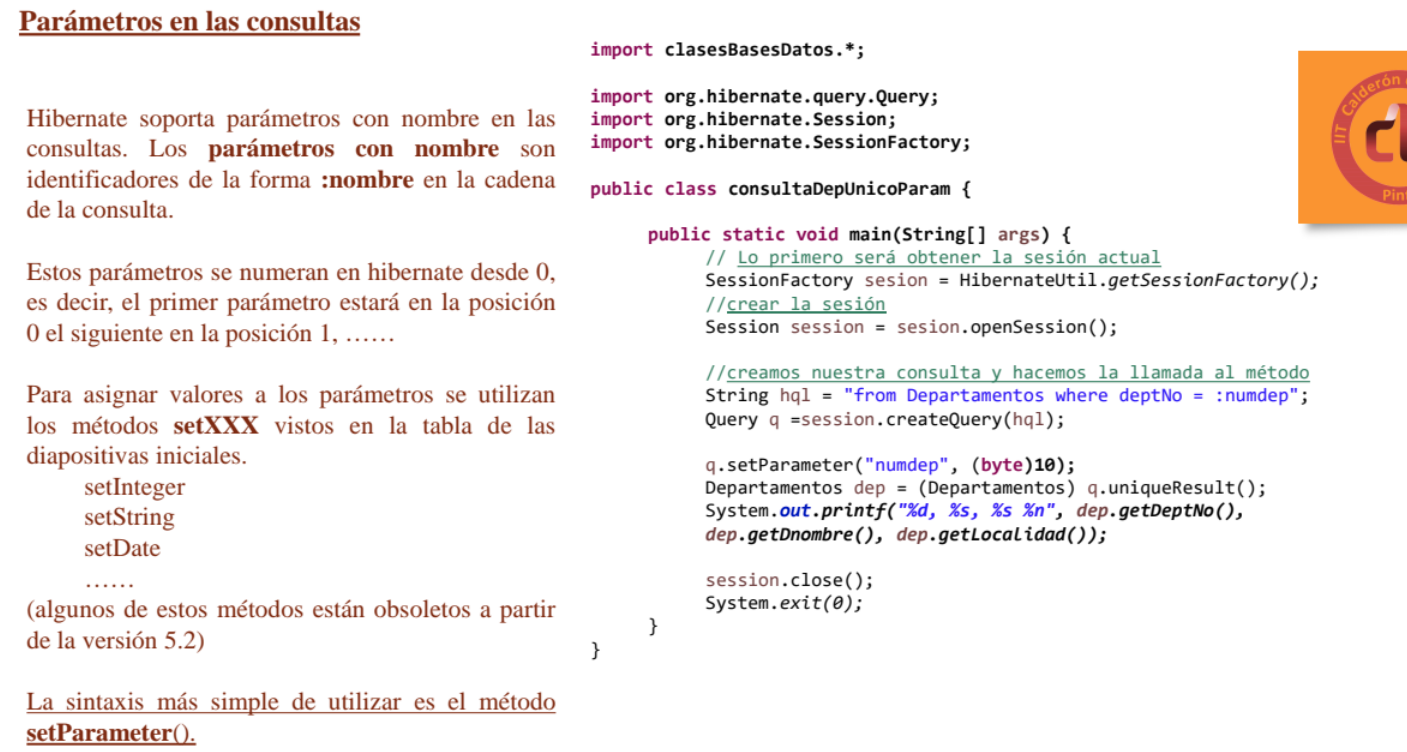 Parámetros en las consultas
Hibernate soporta parámetros con nombre en las
consultas. Los parámetros con nombre son
identificadores de la forma :nombre en la cadena
de la consulta.
Estos parámetros se numeran en hibernate desde 0,
es decir, el primer parámetro estará en la posición
0 el siguiente en la posición 1, ……
Para asignar valores a los parámetros se utilizan
los métodos setXXX vistos en la tabla de las
diapositivas iniciales.
setInteger
setString
setDate
……
(algunos de estos métodos están obsoletos a partir
de la versión 5.2)
La sintaxis más simple de utilizar es el método
setParameter().
import clasesBasesDatos.*;
import org.hibernate.query.Query;
import org.hibernate.Session;
import org.hibernate.SessionFactory;
public class consultaDepUnicoParam {
public static void main(String[] args) {
// Lo primero será obtener la sesión actual
SessionFactory sesion = HibernateUtil.getSessionFactory();
//crear la sesión
Session session = sesion.openSession();
//creamos nuestra consulta y hacemos la llamada al método
String hql = "from Departamentos where deptNo = :numdep";
Query q =session.createQuery(hql);
q.setParameter("numdep", (byte)10);
Departamentos dep = (Departamentos) q.uniqueResult();
System.out.printf("%d, %s, %s %n", dep.getDeptNo(),
dep.getDnombre(), dep.getLocalidad());
session.close();
System.exit(0);
}
}
IIT Calderón
Pin